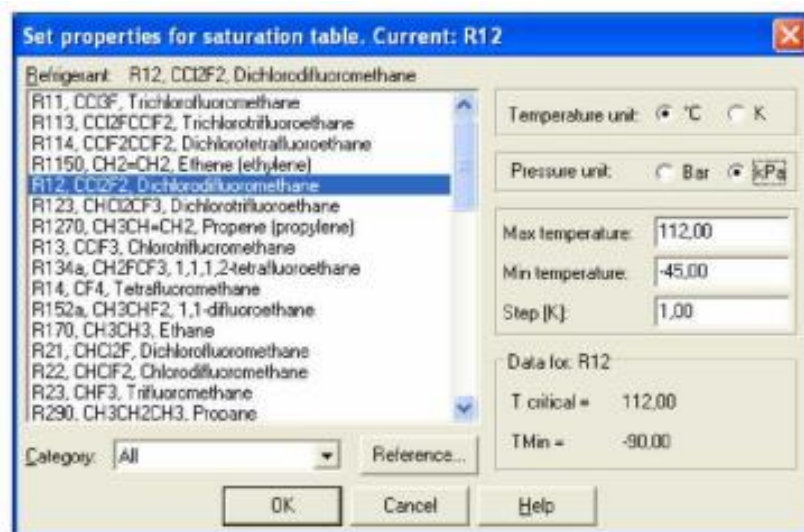 Set properties for saturation table. Current: R12
Refrigerant: R12, CCl2F2, Dichlorodifluoromethane
R11, CCl3F, Trichlorofluoromethane
R113, CCl2FCClF2, Trichlorotrifluoroethane
R114, CClF2CClF2, Dichlorotetrafluoroethane
R1150, CH2=CH2, Ethene (ethylene)
R12, CCl2F2, Dichlorodifluoromethane
R123, CHCl2CF3, Dichlorotrifluoroethane
R1270, CH3CH=CH2, Propene (propylene)
R13, CClF3, Chlorotrifluoromethane
R134a, CH2FCF3, 1,1,1,2-tetrafluoroethane
R14, CF4, Tetrafluoromethane
R152a, CH3CHF2, 1,1-difluoroethane
R170, CH3CH3, Ethane
R21, CHCl2F, Dichlorofluoromethane
R22, CHClF2, Chlorodifluoromethane
R23, CHF3, Trifluoromethane
R290, CH3CH2CH3, Propane
Category: All
Reference...
Temperature unit: °C K
Pressure unit: Bar kPa
Max temperature: 112,00
Min temperature: -45,00
Step [K]: 1,00
Data for: R12
T critical = 112,00
TMin = -90,00
OK Cancel Help